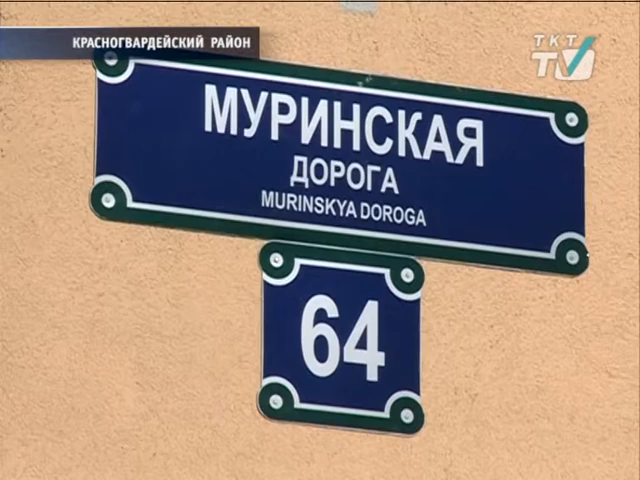 КРАСНОГВАРДЕЙСКИЙ РАЙОН
ТКТ
TV
МУРИНСКАЯ
ДОРОГА
MURINSKYA DOROGA
64